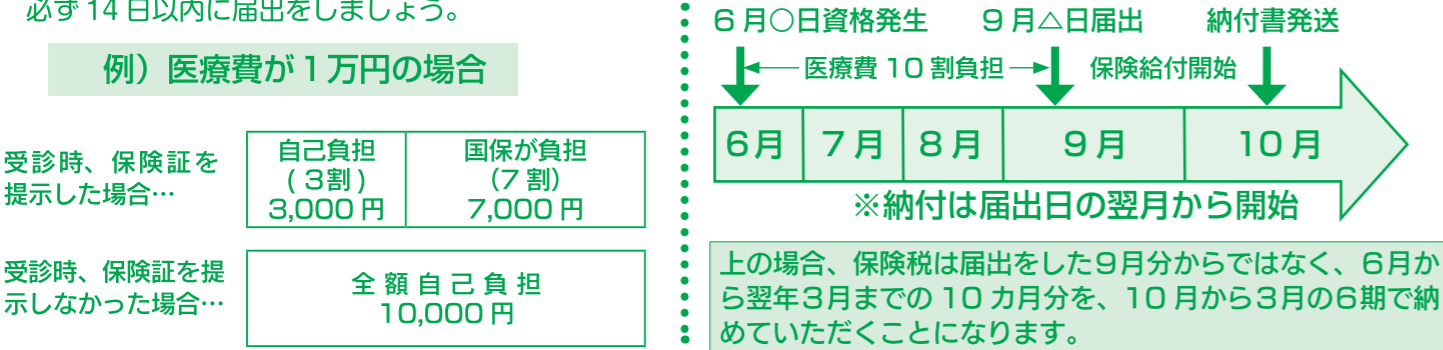 必ず14日以内に届出をしましょう。
例）医療費が1万円の場合
受診時、保険証を
提示した場合…
自己負担
(3割)
3,000円
国保が負担
(7割)
7,000円
受診時、保険証を提
示しなかった場合…
全額自己負担
10,000円
6月○日資格発生 9月△日届出 納付書発送
医療費10割負担 保険給付開始
6月 7月 8月 9月 10月
※納付は届出日の翌月から開始
上の場合、保険税は届出をした9月分からではなく、6月か
ら翌年3月までの10カ月分を、10月から3月の6期で納
めていただくことになります。